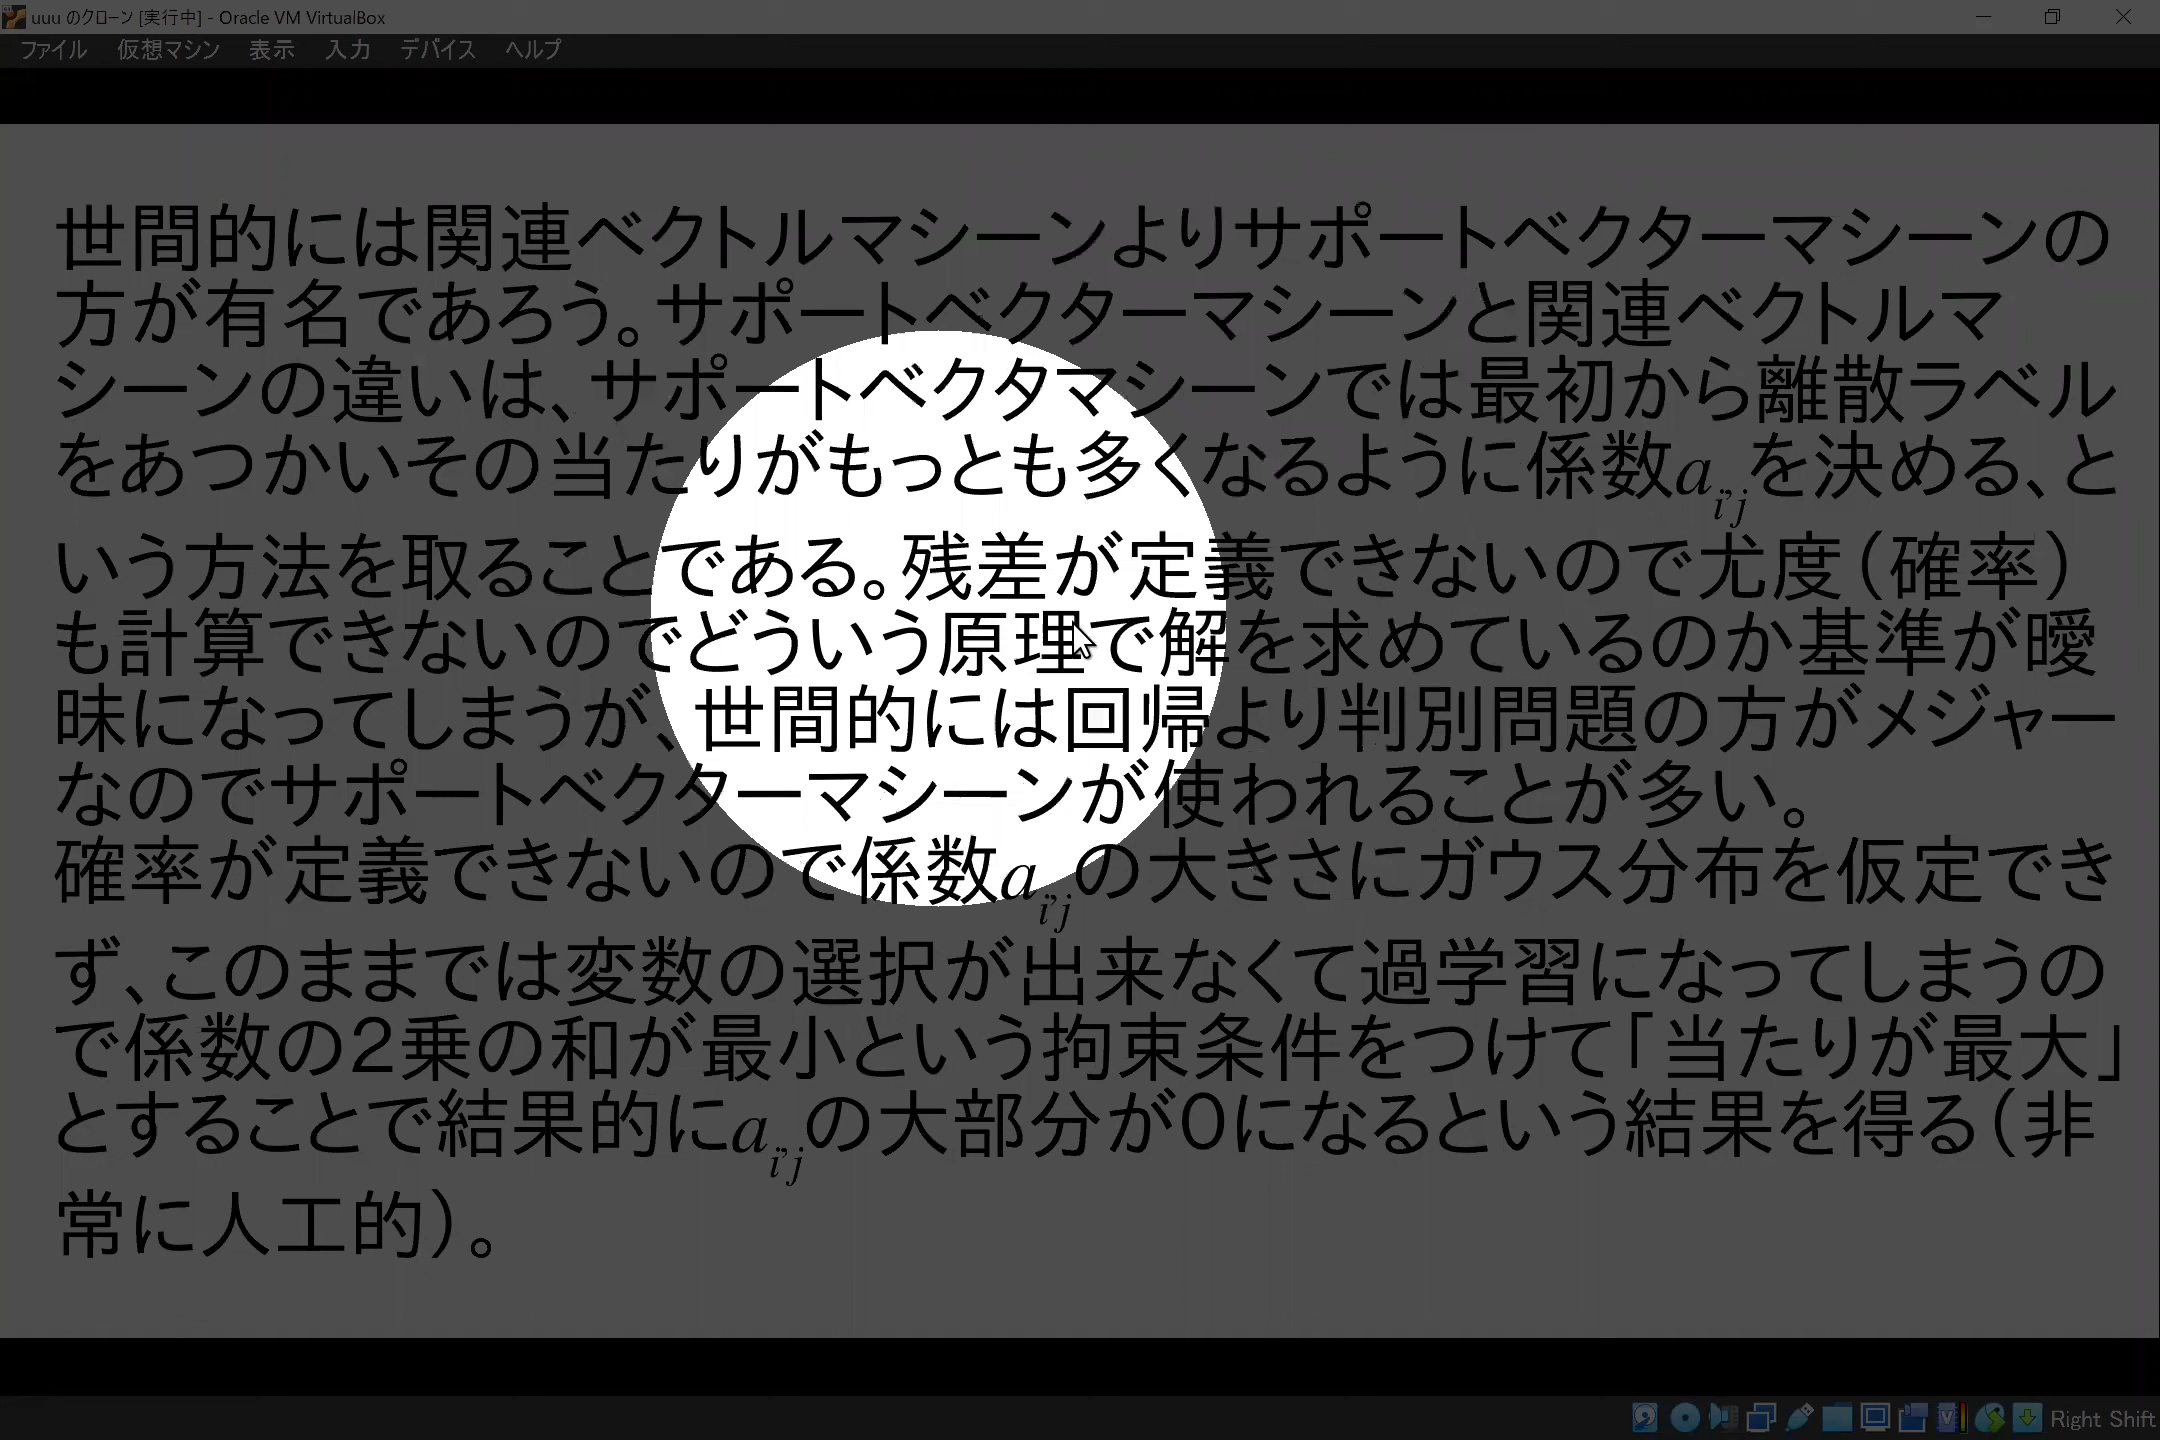 uuu のクローン [実行中] - Oracle VM VirtualBox
ファイル 仮想マシン 表示 入力 デバイス ヘルプ
世間的には関連ベクトルマシーンよりサポートベクターマシーンの
方が有名であろう。サポートベクターマシーンと関連ベクトルマ
シーンの違いは、サポートベクタマシーンでは最初から離散ラベル
をあつかいその当たりがもっとも多くなるように係数ai,jを決める、と
いう方法を取ることである。残差が定義できないので尤度（確率）
も計算できないのでどういう原理で解を求めているのか基準が曖
昧になってしまうが、世間的には回帰より判別問題の方がメジャー
なのでサポートベクターマシーンが使われることが多い。
確率が定義できないので係数ai,jの大きさにガウス分布を仮定でき
ず、このままでは変数の選択が出来なくて過学習になってしまうの
で係数の２乗の和が最小という拘束条件をつけて「当たりが最大」
とすることで結果的にai,jの大部分が０になるという結果を得る（非
常に人工的）。
Right Shift